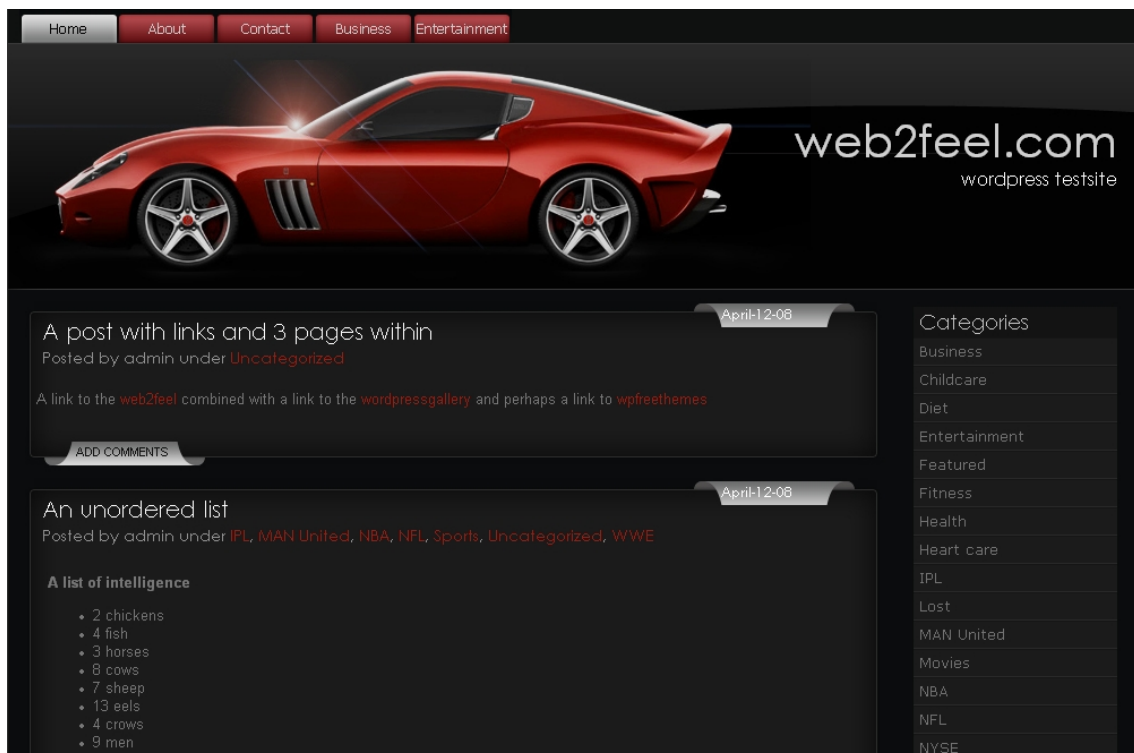 Home
About
Contact
Business
Entertainment
web2feel.com
wordpress testsite
April-12-08
A post with links and 3 pages within
Posted by admin under Uncategorized
A link to the web2feel combined with a link to the wordpressgallery and perhaps a link to wpfreethemes
ADD COMMENTS
April-12-08
An unordered list
Posted by admin under IPL, MAN United, NBA, NFL, Sports, Uncategorized, WWE
A list of intelligence
2 chickens
4 fish
3 horses
8 cows
7 sheep
13 eels
4 crows
9 men
Categories
Business
Childcare
Diet
Entertainment
Featured
Fitness
Health
Heart care
IPL
Lost
MAN United
Movies
NBA
NFL
NYSE